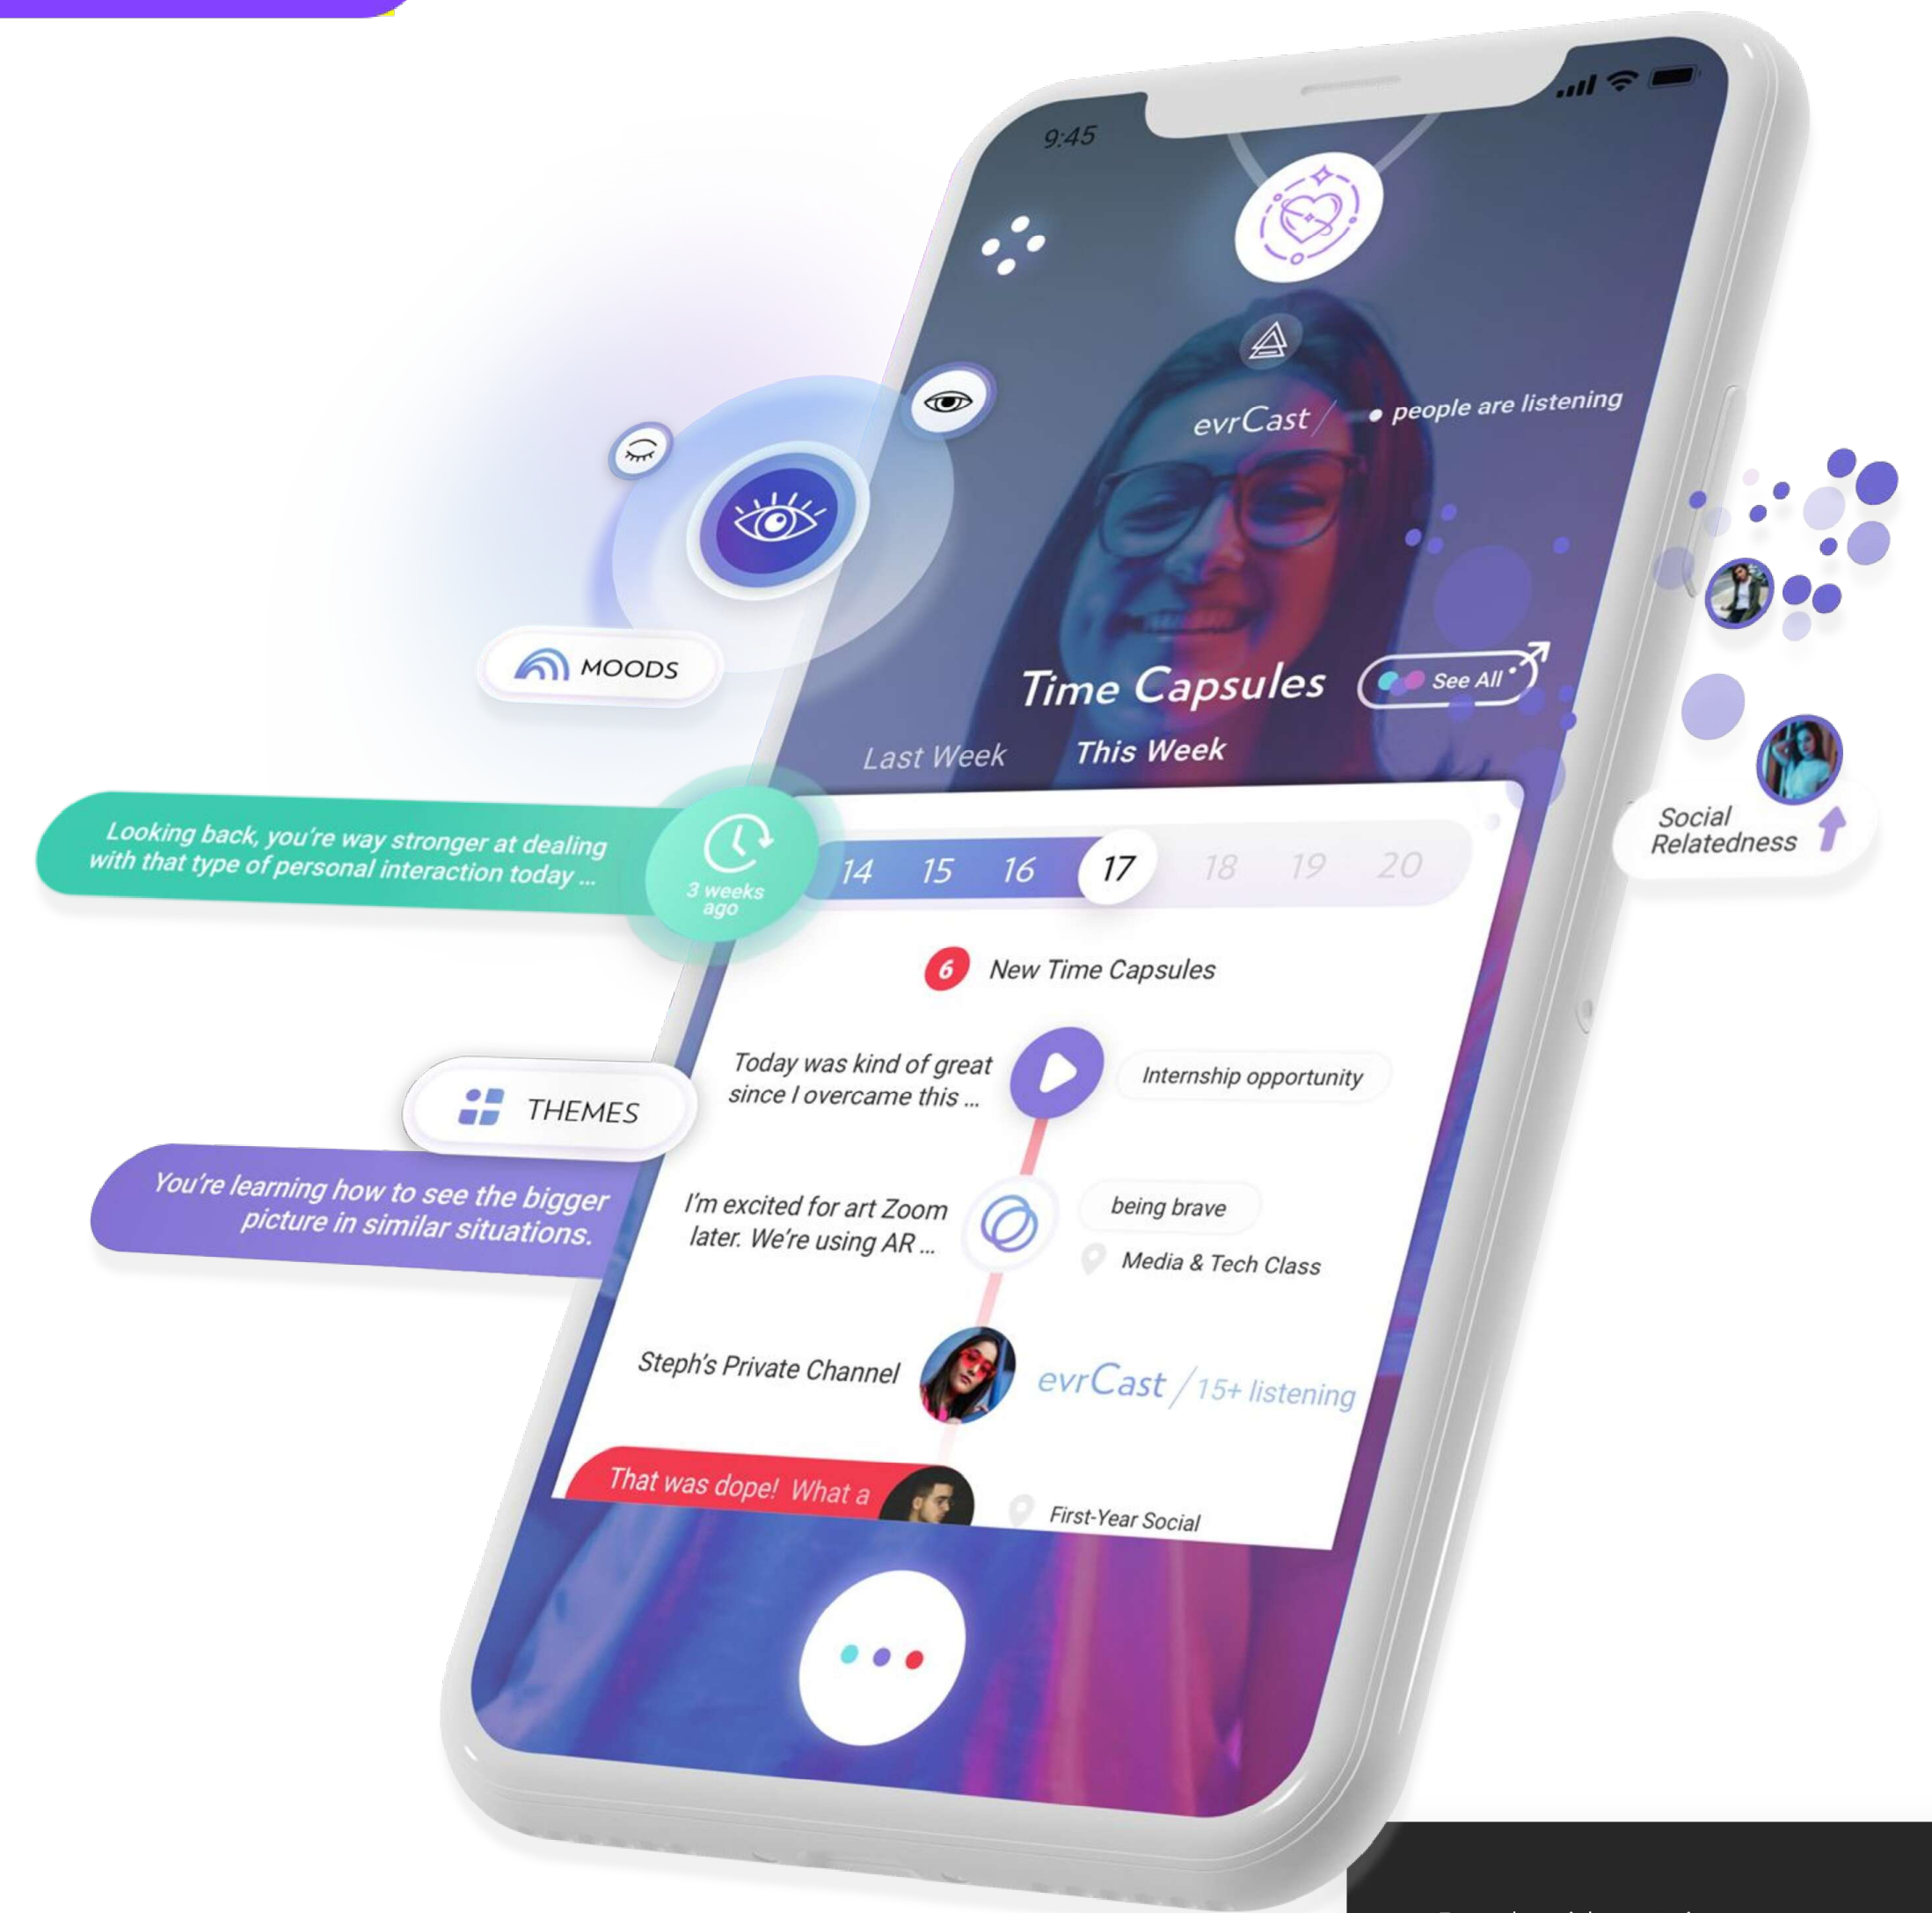 9:45
evrCast / • people are listening
MOODS
Time Capsules
See All
Last Week
This Week
Social
Relatedness
Looking back, you're way stronger at dealing
with that type of personal interaction today ...
3 weeks
ago
14 15 16 17 18 19 20
6 New Time Capsules
Today was kind of great
since I overcame this ...
Internship opportunity
THEMES
You're learning how to see the bigger
picture in similar situations.
I'm excited for art Zoom
later. We're using AR ...
being brave
Media & Tech Class
Steph's Private Channel
evrCast / 15+ listening
That was dope! What a
First-Year Social